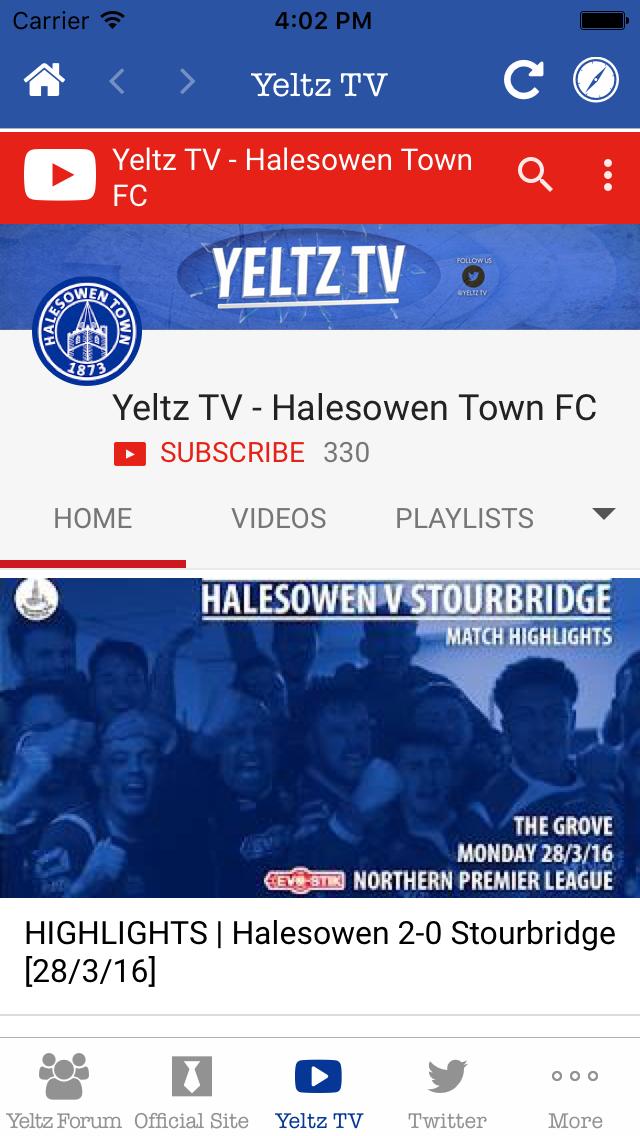 Carrier 4:02 PM
Yeltz TV
Yeltz TV - Halesowen Town
FC
YELTZ TV
FOLLOW US
@YELTZ TV
HALESOWEN TOWN
1873
Yeltz TV - Halesowen Town FC
SUBSCRIBE 330
HOME VIDEOS PLAYLISTS
HALESOWEN V STOURBRIDGE
MATCH HIGHLIGHTS
THE GROVE
MONDAY 28/3/16
EVO-STIK NORTHERN PREMIER LEAGUE
HIGHLIGHTS | Halesowen 2-0 Stourbridge
[28/3/16]
Yeltz Forum Official Site Yeltz TV Twitter More